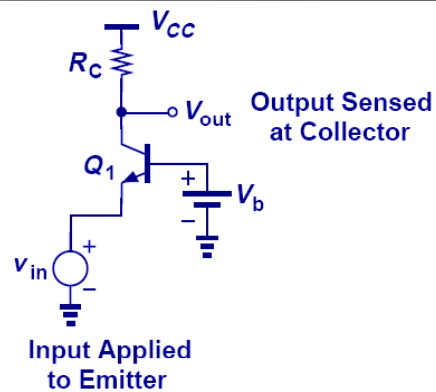 VCC
RC
Vout
Output Sensed
at Collector
Q1
+
Vb
−
+
vin
−
Input Applied
to Emitter